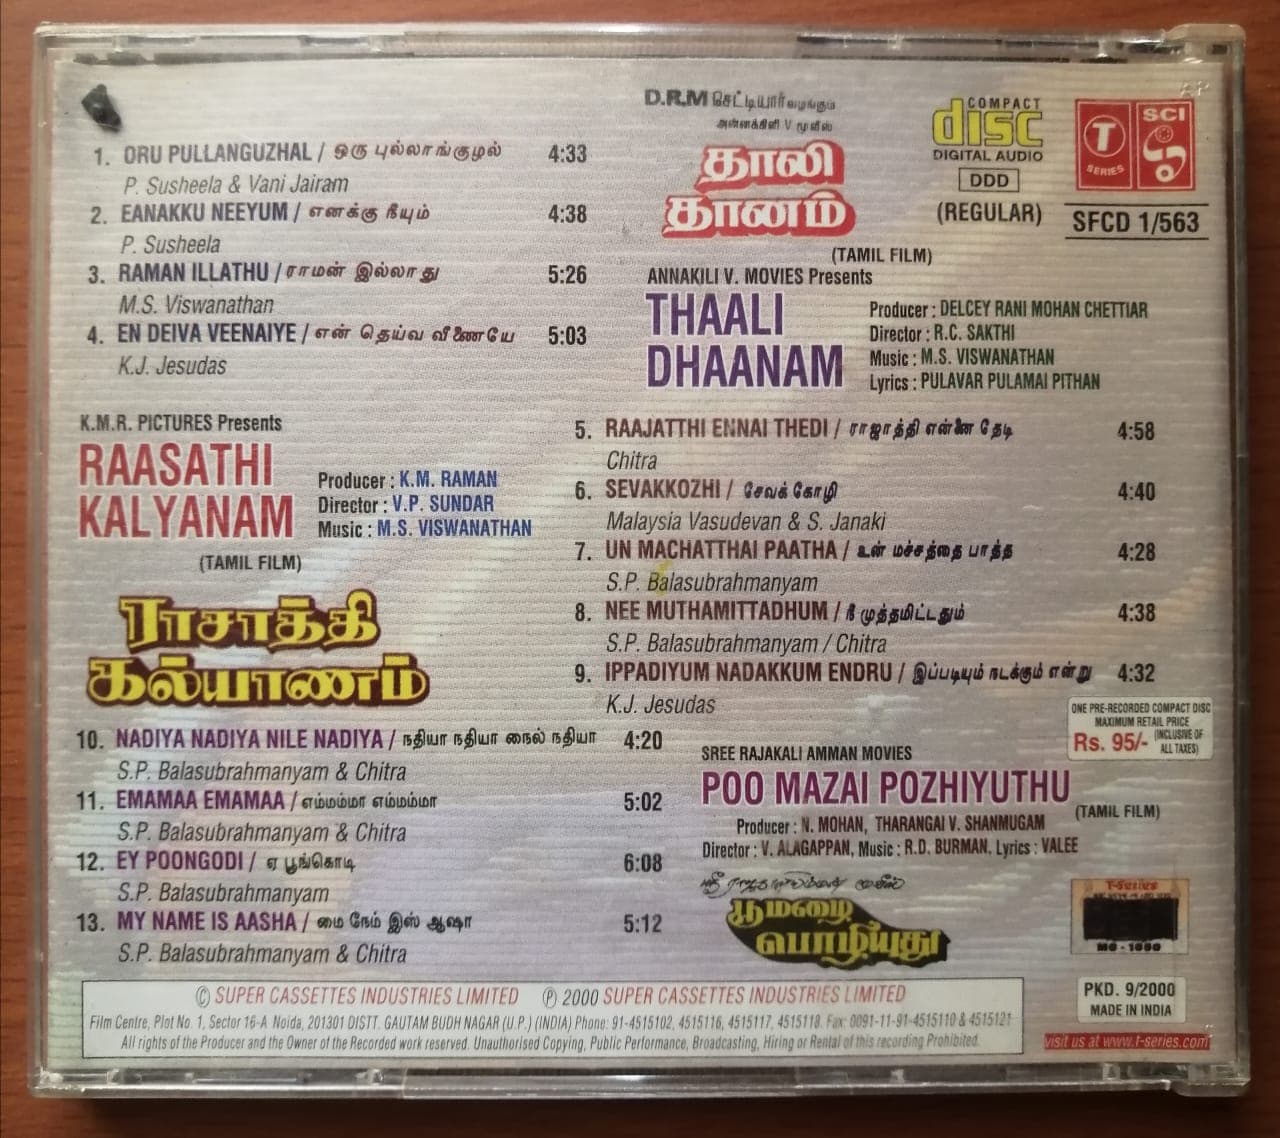 D.R.M செட்டியார் வழங்கும்
அன்னக்கிளி V மூவிஸ்
தாலி
தானம்
(TAMIL FILM)
COMPACT
disc
DIGITAL AUDIO
DDD
(REGULAR)
T
SERIES
SCI
SFCD 1/563
1. ORU PULLANGUZHAL / ஒரு புல்லாங்குழல் 4:33
P. Susheela & Vani Jairam
2. EANAKKU NEEYUM / எனக்கு நீயும் 4:38
P. Susheela
3. RAMAN ILLATHU / ராமன் இல்லாது 5:26
M.S. Viswanathan
4. EN DEIVA VEENAIYE / என் தெய்வ வீணையே 5:03
K.J. Jesudas
ANNAKILI V. MOVIES Presents
THAALI
DHAANAM
Producer : DELCEY RANI MOHAN CHETTIAR
Director : R.C. SAKTHI
Music : M.S. VISWANATHAN
Lyrics : PULAVAR PULAMAI PITHAN
K.M.R. PICTURES Presents
RAASATHI
KALYANAM
Producer : K.M. RAMAN
Director : V.P. SUNDAR
Music : M.S. VISWANATHAN
(TAMIL FILM)
ராசாத்தி
கல்யாணம்
5. RAAJATTHI ENNAI THEDI / ராஜாத்தி என்னை தேடி 4:58
Chitra
6. SEVAKKOZHI / சேவக் கோழி 4:40
Malaysia Vasudevan & S. Janaki
7. UN MACHATTHAI PAATHA / உன் மச்சத்தை பாத்த 4:28
S.P. Balasubrahmanyam
8. NEE MUTHAMITTADHUM / நீ முத்தமிட்டதும் 4:38
S.P. Balasubrahmanyam / Chitra
9. IPPADIYUM NADAKKUM ENDRU / இப்படியும் நடக்கும் என்று 4:32
K.J. Jesudas
ONE PRE-RECORDED COMPACT DISC
MAXIMUM RETAIL PRICE
Rs. 95/- (INCLUSIVE OF
ALL TAXES)
10. NADIYA NADIYA NILE NADIYA / நதியா நதியா நைல் நதியா 4:20
S.P. Balasubrahmanyam & Chitra
11. EMAMAA EMAMAA / எம்மம்மா எம்மம்மா 5:02
S.P. Balasubrahmanyam & Chitra
12. EY POONGODI / ஏ பூங்கொடி 6:08
S.P. Balasubrahmanyam
13. MY NAME IS AASHA / மை நேம் இஸ் ஆஷா 5:12
S.P. Balasubrahmanyam & Chitra
SREE RAJAKALI AMMAN MOVIES
POO MAZAI POZHIYUTHU
(TAMIL FILM)
Producer : N. MOHAN, THARANGAI V. SHANMUGAM
Director : V. ALAGAPPAN, Music : R.D. BURMAN, Lyrics : VALEE
ஸ்ரீ ராஜகாளியம்மன் மூவிஸ்
பூமழை
பொழியுது
T-Series
PKD. 9/2000
MADE IN INDIA
visit us at www.T-series.com
© SUPER CASSETTES INDUSTRIES LIMITED ℗ 2000 SUPER CASSETTES INDUSTRIES LIMITED
Film Centre, Plot No. 1, Sector 16-A Noida, 201301 DISTT. GAUTAM BUDH NAGAR (U.P.) (INDIA) Phone: 91-4515102, 4515116, 4515117, 4515118. Fax: 0091-11-91-4515110 & 4515121
All rights of the Producer and the Owner of the Recorded work reserved. Unauthorised Copying, Public Performance, Broadcasting, Hiring or Rental of this recording Prohibited.